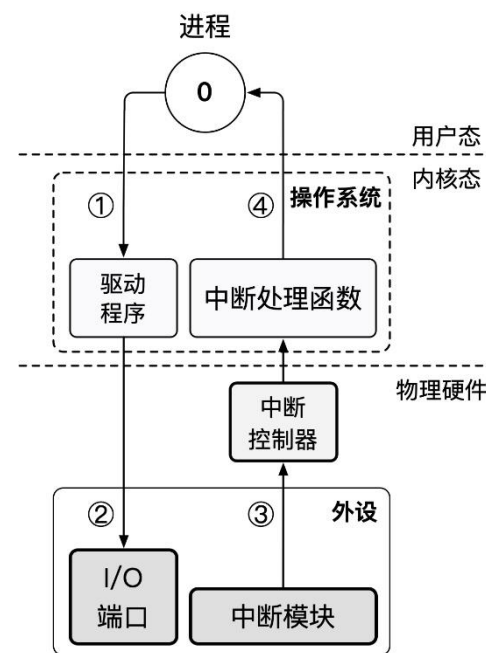 进程
0
用户态
内核态
①
④
操作系统
驱动
程序
中断处理函数
物理硬件
中断
控制器
②
③
外设
I/O
端口
中断模块